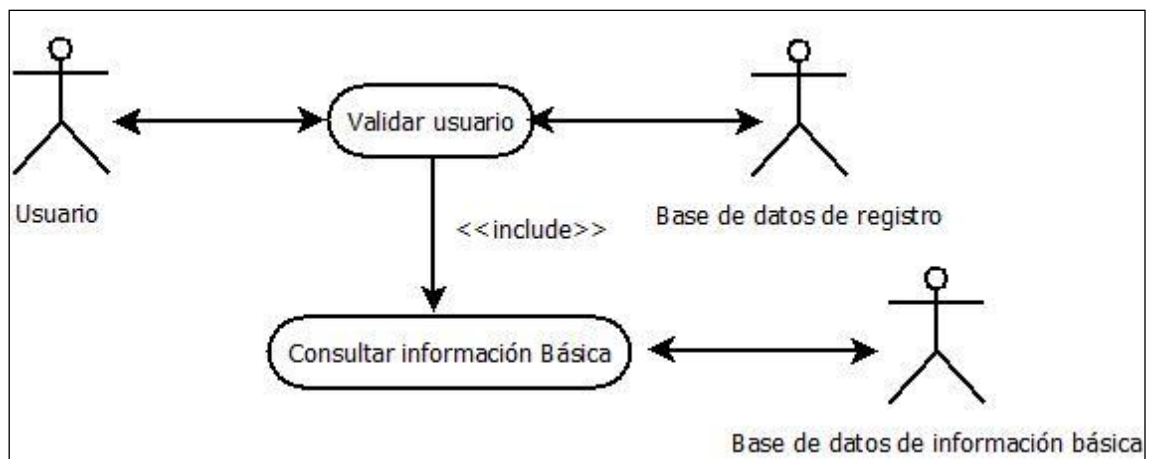 Validar usuario
Usuario
Base de datos de registro
<<include>>
Consultar información Básica
Base de datos de información básica